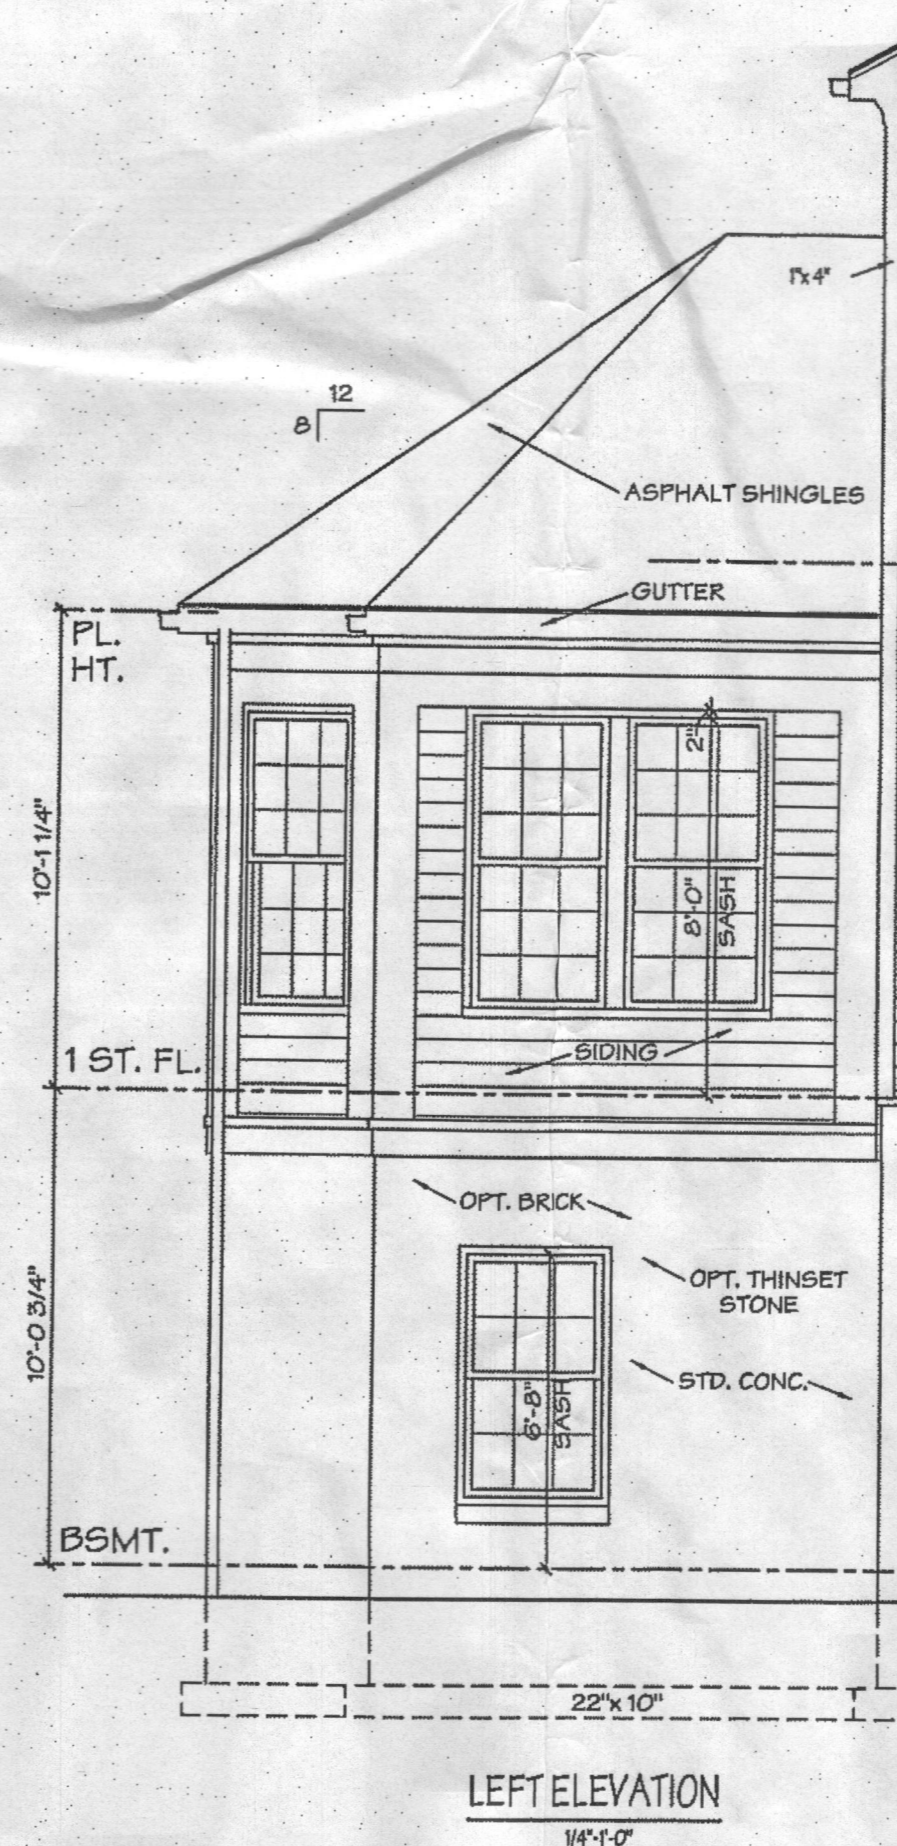 1"x 4"
12
8
ASPHALT SHINGLES
GUTTER
PL.
HT.
2"
10'-1 1/4"
8'-0"
SASH
SIDING
1 ST. FL.
OPT. BRICK
OPT. THINSET
STONE
STD. CONC.
10'-0 3/4"
6'-8"
SASH
BSMT.
22"x 10"
LEFT ELEVATION
1/4"-1'-0"